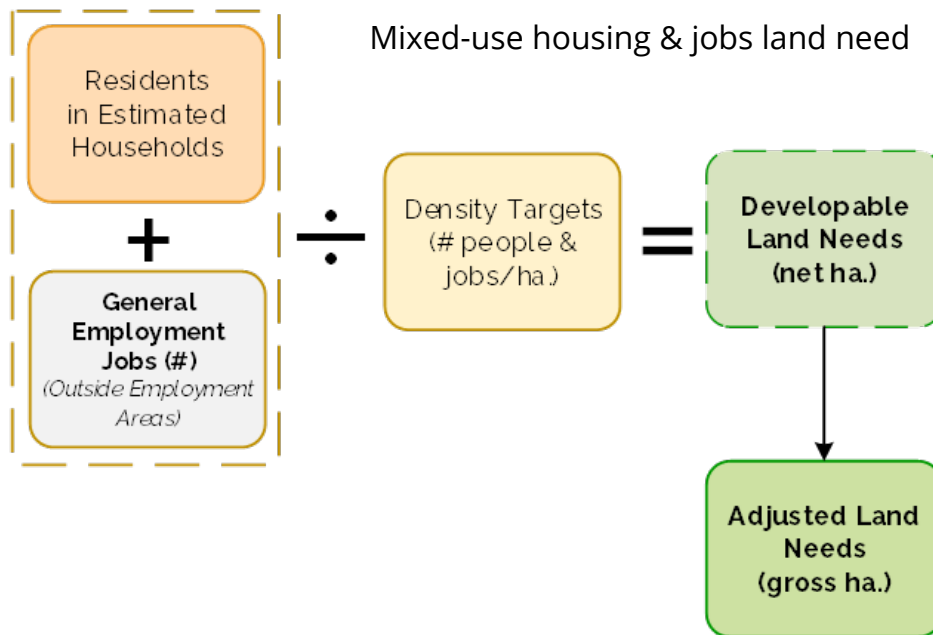 Mixed-use housing & jobs land need
Residents
in Estimated
Households
+
General
Employment
Jobs (#)
(Outside Employment
Areas)
÷
Density Targets
(# people &
jobs/ha.)
=
Developable
Land Needs
(net ha.)
Adjusted Land
Needs
(gross ha.)